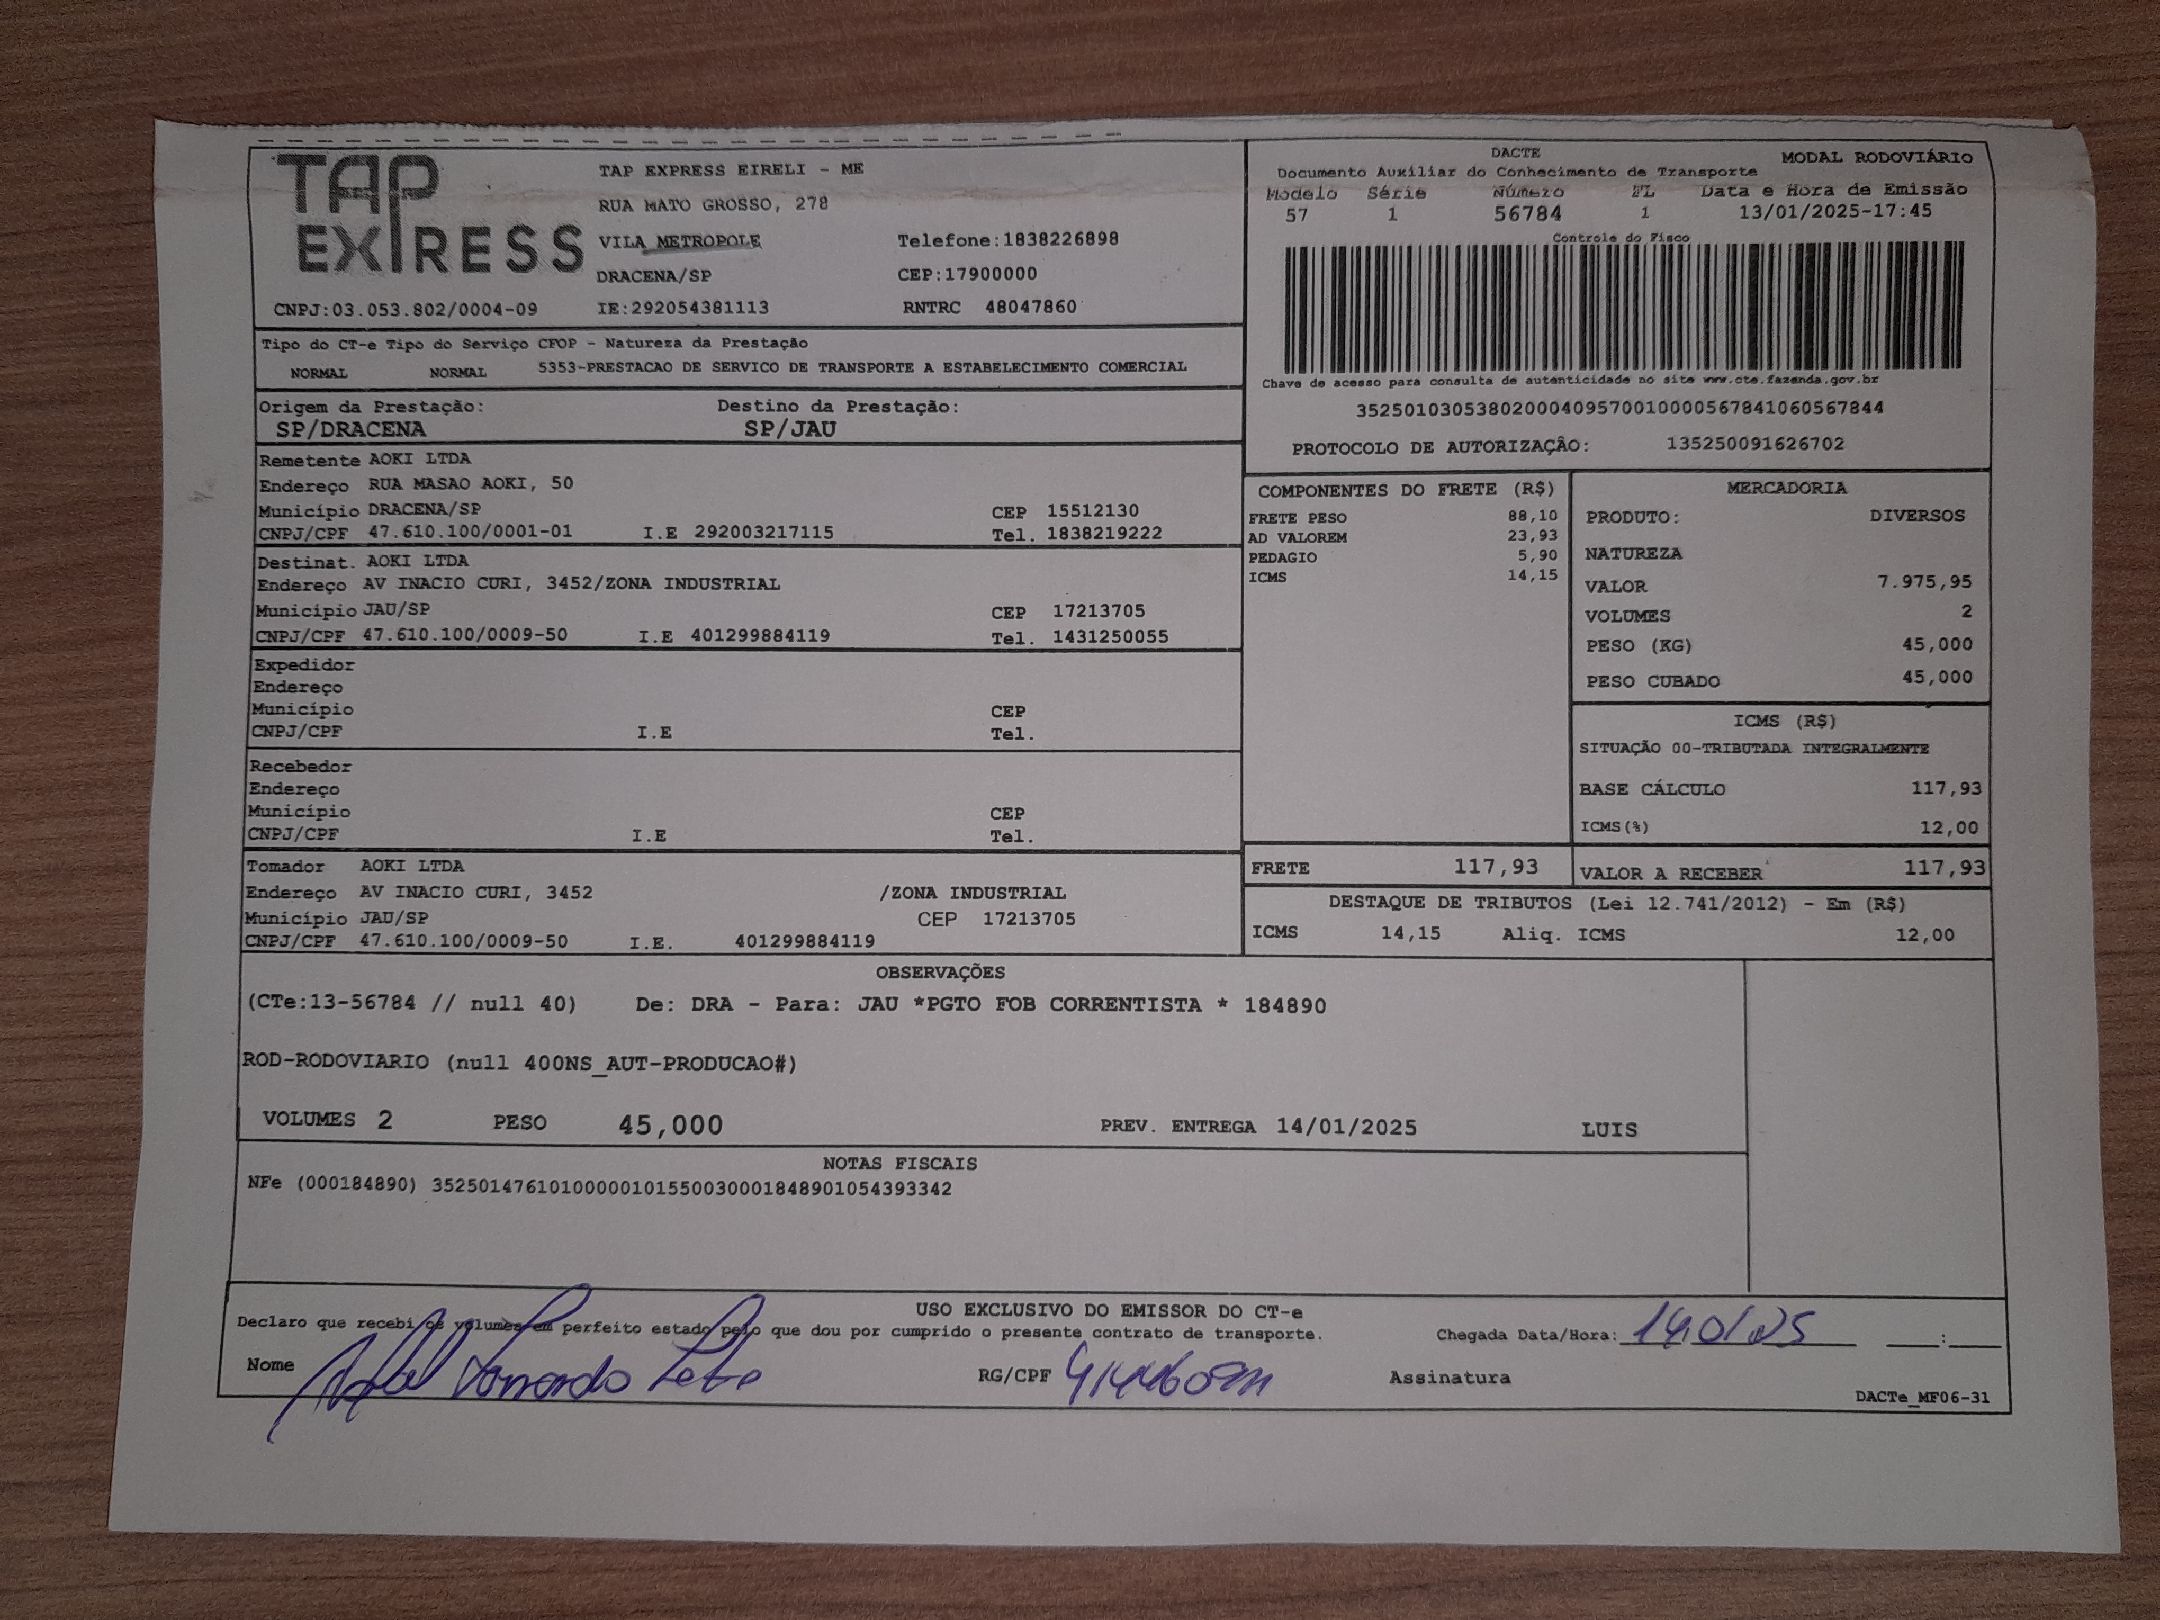 TAP
EXPRESS
TAP EXPRESS EIRELI - ME
RUA MATO GROSSO, 278
VILA METROPOLE Telefone:1838226898
DRACENA/SP CEP:17900000
CNPJ:03.053.802/0004-09 IE:292054381113 RNTRC 48047860
DACTE MODAL RODOVIÁRIO
Documento Auxiliar do Conhecimento de Transporte
Modelo Série Número FL Data e Hora de Emissão
57 1 56784 1 13/01/2025-17:45
Controle do Fisco
Chave de acesso para consulta de autenticidade no site www.cte.fazenda.gov.br
35250103053802000409570010000567841060567844
PROTOCOLO DE AUTORIZAÇÃO: 135250091626702
Tipo do CT-e Tipo do Serviço CFOP - Natureza da Prestação
NORMAL NORMAL 5353-PRESTACAO DE SERVICO DE TRANSPORTE A ESTABELECIMENTO COMERCIAL
Origem da Prestação: Destino da Prestação:
SP/DRACENA SP/JAU
Remetente AOKI LTDA
Endereço RUA MASAO AOKI, 50
Município DRACENA/SP CEP 15512130
CNPJ/CPF 47.610.100/0001-01 I.E 292003217115 Tel. 1838219222
Destinat. AOKI LTDA
Endereço AV INACIO CURI, 3452/ZONA INDUSTRIAL
Município JAU/SP CEP 17213705
CNPJ/CPF 47.610.100/0009-50 I.E 401299884119 Tel. 1431250055
Expedidor
Endereço
Município CEP
CNPJ/CPF I.E Tel.
Recebedor
Endereço
Município CEP
CNPJ/CPF I.E Tel.
Tomador AOKI LTDA
Endereço AV INACIO CURI, 3452 /ZONA INDUSTRIAL
Município JAU/SP CEP 17213705
CNPJ/CPF 47.610.100/0009-50 I.E. 401299884119
COMPONENTES DO FRETE (R$)
FRETE PESO 88,10
AD VALOREM 23,93
PEDAGIO 5,90
ICMS 14,15
MERCADORIA
PRODUTO: DIVERSOS
NATUREZA
VALOR 7.975,95
VOLUMES 2
PESO (KG) 45,000
PESO CUBADO 45,000
ICMS (R$)
SITUAÇÃO 00-TRIBUTADA INTEGRALMENTE
BASE CÁLCULO 117,93
ICMS(%) 12,00
FRETE 117,93 VALOR A RECEBER 117,93
DESTAQUE DE TRIBUTOS (Lei 12.741/2012) - Em (R$)
ICMS 14,15 Aliq. ICMS 12,00
OBSERVAÇÕES
(CTe:13-56784 // null 40) De: DRA - Para: JAU *PGTO FOB CORRENTISTA * 184890
ROD-RODOVIARIO (null 400NS_AUT-PRODUCAO#)
VOLUMES 2 PESO 45,000 PREV. ENTREGA 14/01/2025 LUIS
NOTAS FISCAIS
NFe (000184890) 35250147610100000101550030001848901054393342
USO EXCLUSIVO DO EMISSOR DO CT-e
Declaro que recebi os volumes em perfeito estado pelo que dou por cumprido o presente contrato de transporte. Chegada Data/Hora: 14/01/25 :
Nome RG/CPF Assinatura
DACTe_MF06-31